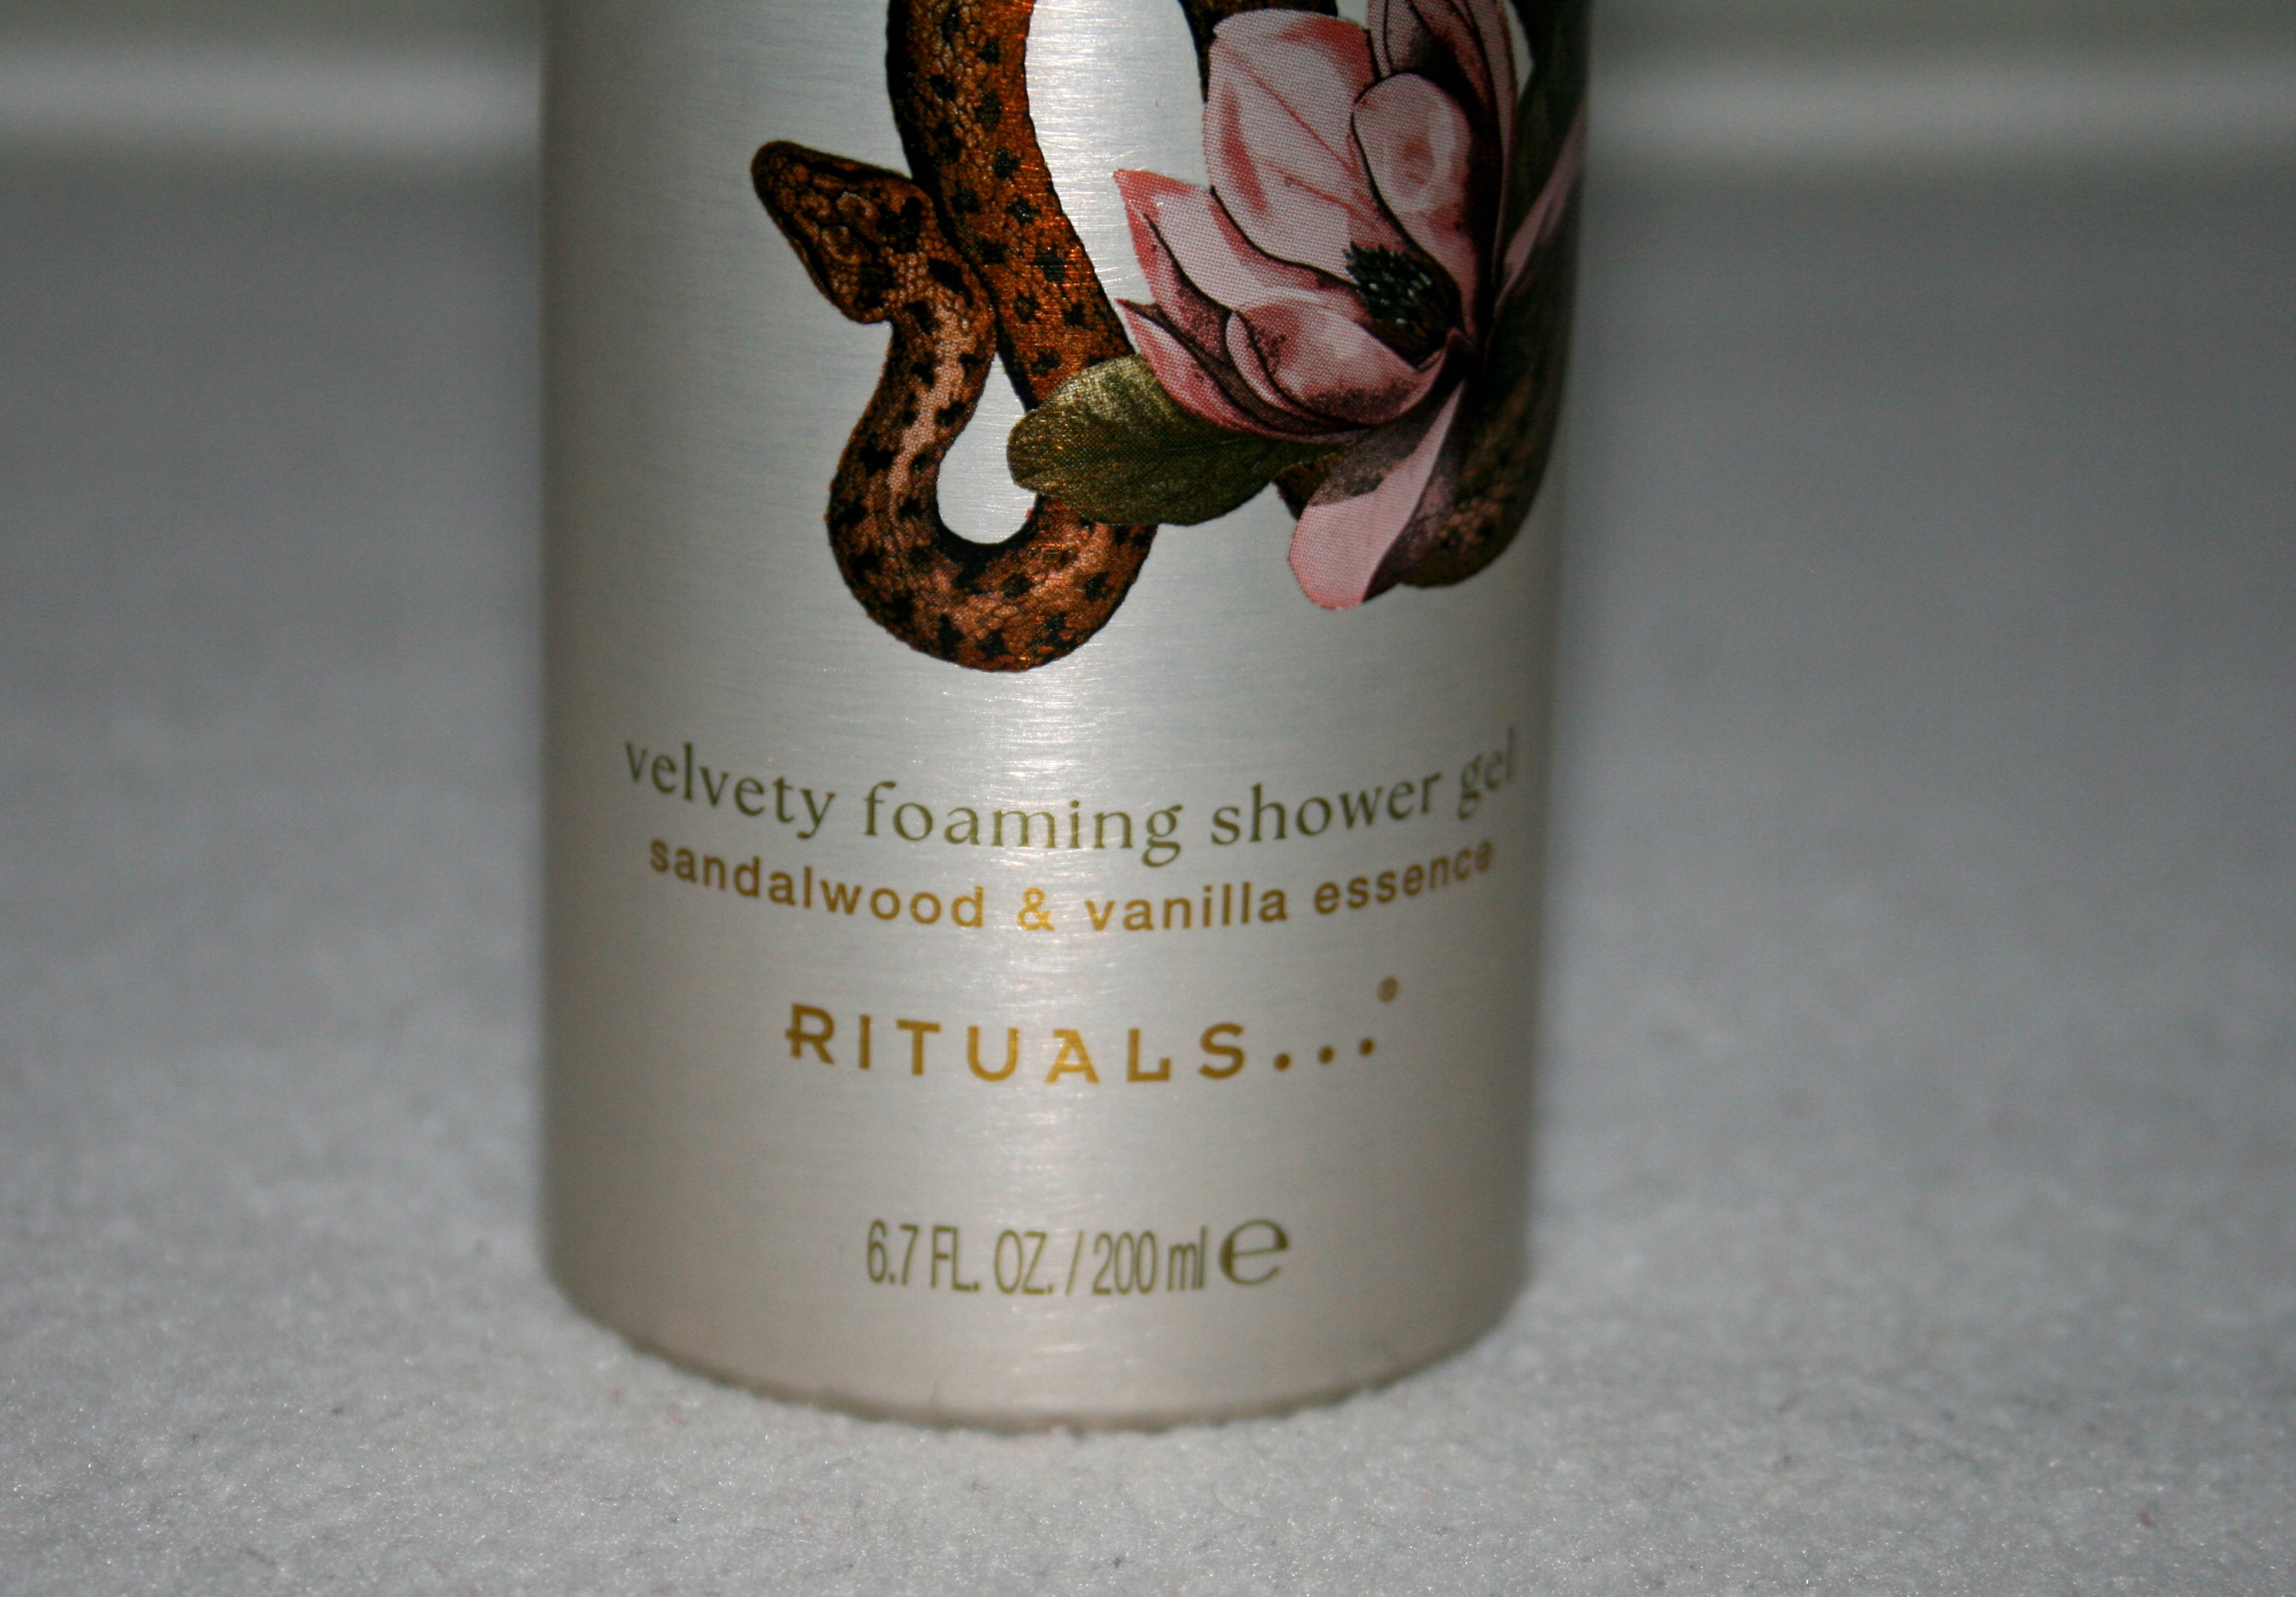 velvety foaming shower gel
sandalwood & vanilla essence
RITUALS...®
6.7 FL. OZ. / 200 ml e